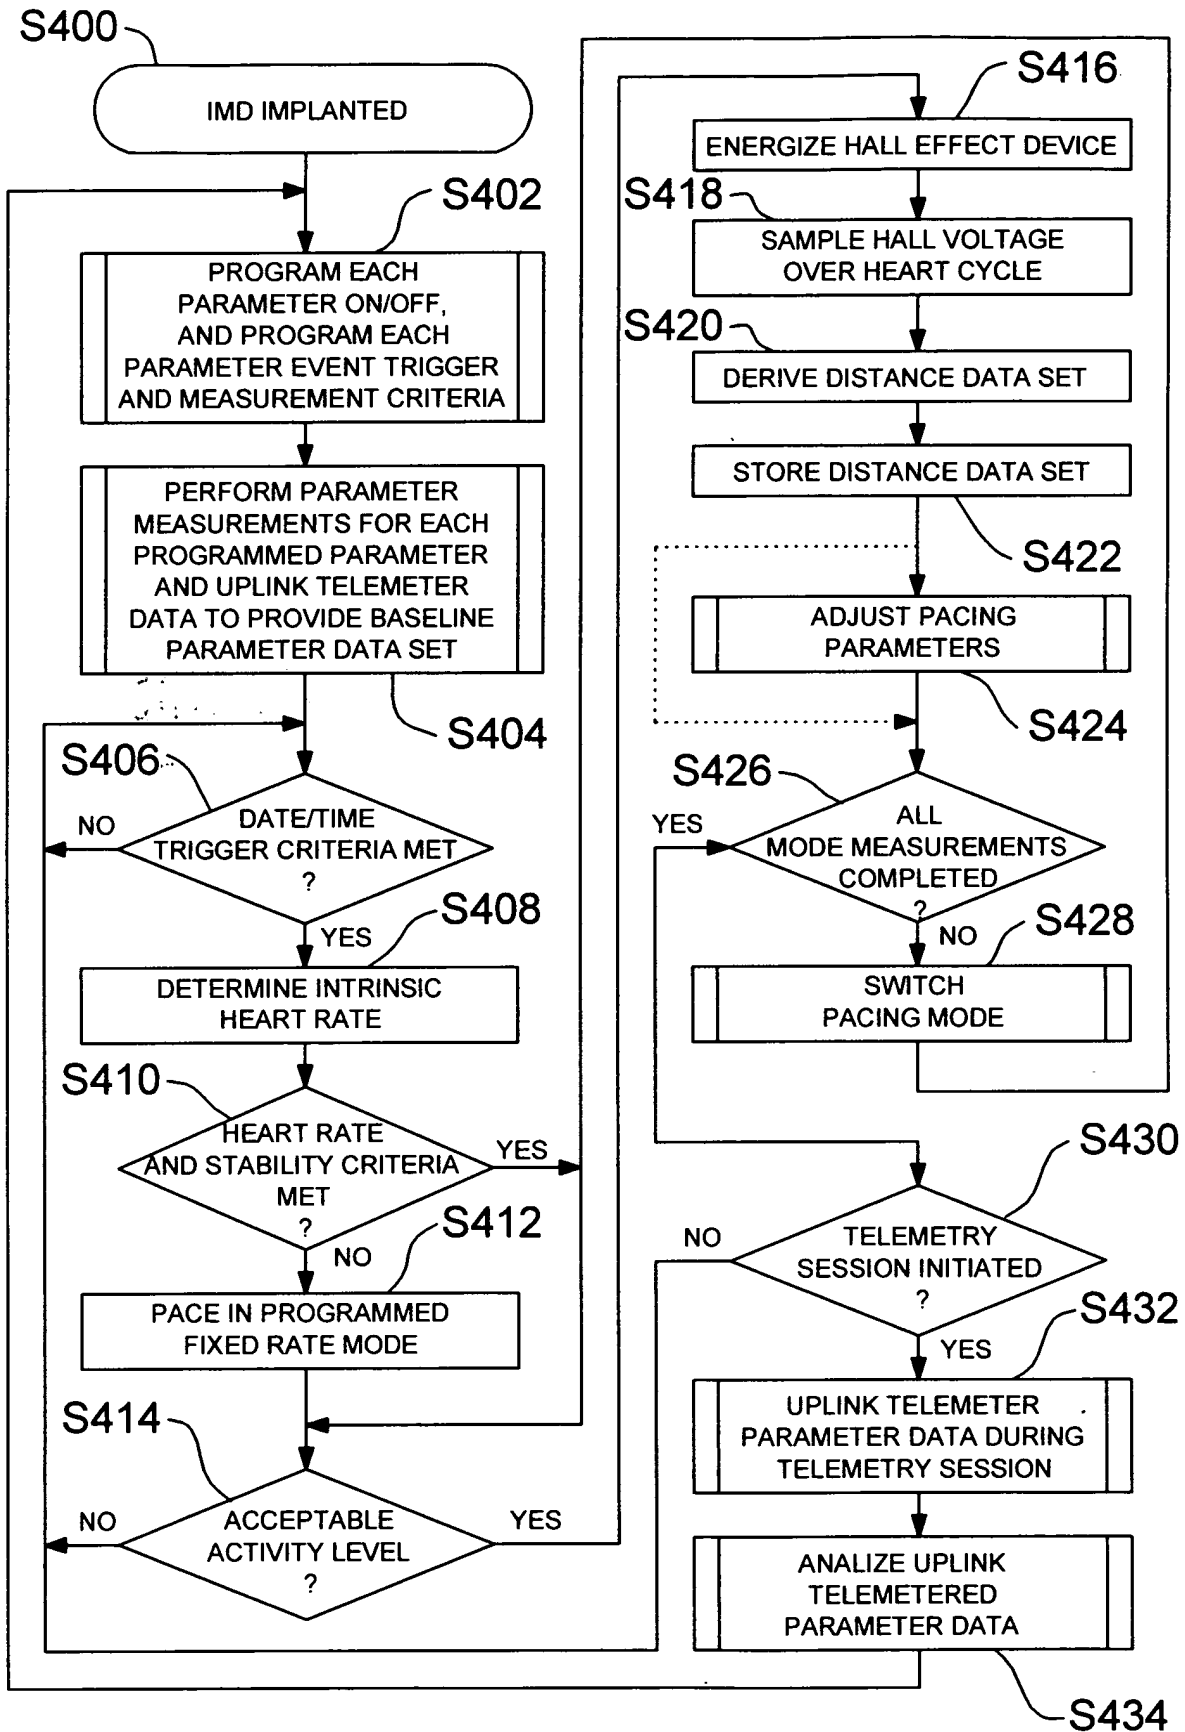 S400
IMD IMPLANTED
S402
PROGRAM EACH
PARAMETER ON/OFF,
AND PROGRAM EACH
PARAMETER EVENT TRIGGER
AND MEASUREMENT CRITERIA
PERFORM PARAMETER
MEASUREMENTS FOR EACH
PROGRAMMED PARAMETER
AND UPLINK TELEMETER
DATA TO PROVIDE BASELINE
PARAMETER DATA SET
S404
S406
DATE/TIME
TRIGGER CRITERIA MET
?
NO
YES
S408
DETERMINE INTRINSIC
HEART RATE
S410
HEART RATE
AND STABILITY CRITERIA
MET
?
YES
NO
S412
PACE IN PROGRAMMED
FIXED RATE MODE
S414
ACCEPTABLE
ACTIVITY LEVEL
?
NO
YES
S416
ENERGIZE HALL EFFECT DEVICE
S418
SAMPLE HALL VOLTAGE
OVER HEART CYCLE
S420
DERIVE DISTANCE DATA SET
STORE DISTANCE DATA SET
S422
ADJUST PACING
PARAMETERS
S424
S426
YES
ALL
MODE MEASUREMENTS
COMPLETED
?
NO
S428
SWITCH
PACING MODE
S430
NO
TELEMETRY
SESSION INITIATED
?
YES
S432
UPLINK TELEMETER
PARAMETER DATA DURING
TELEMETRY SESSION
ANALIZE UPLINK
TELEMETERED
PARAMETER DATA
S434